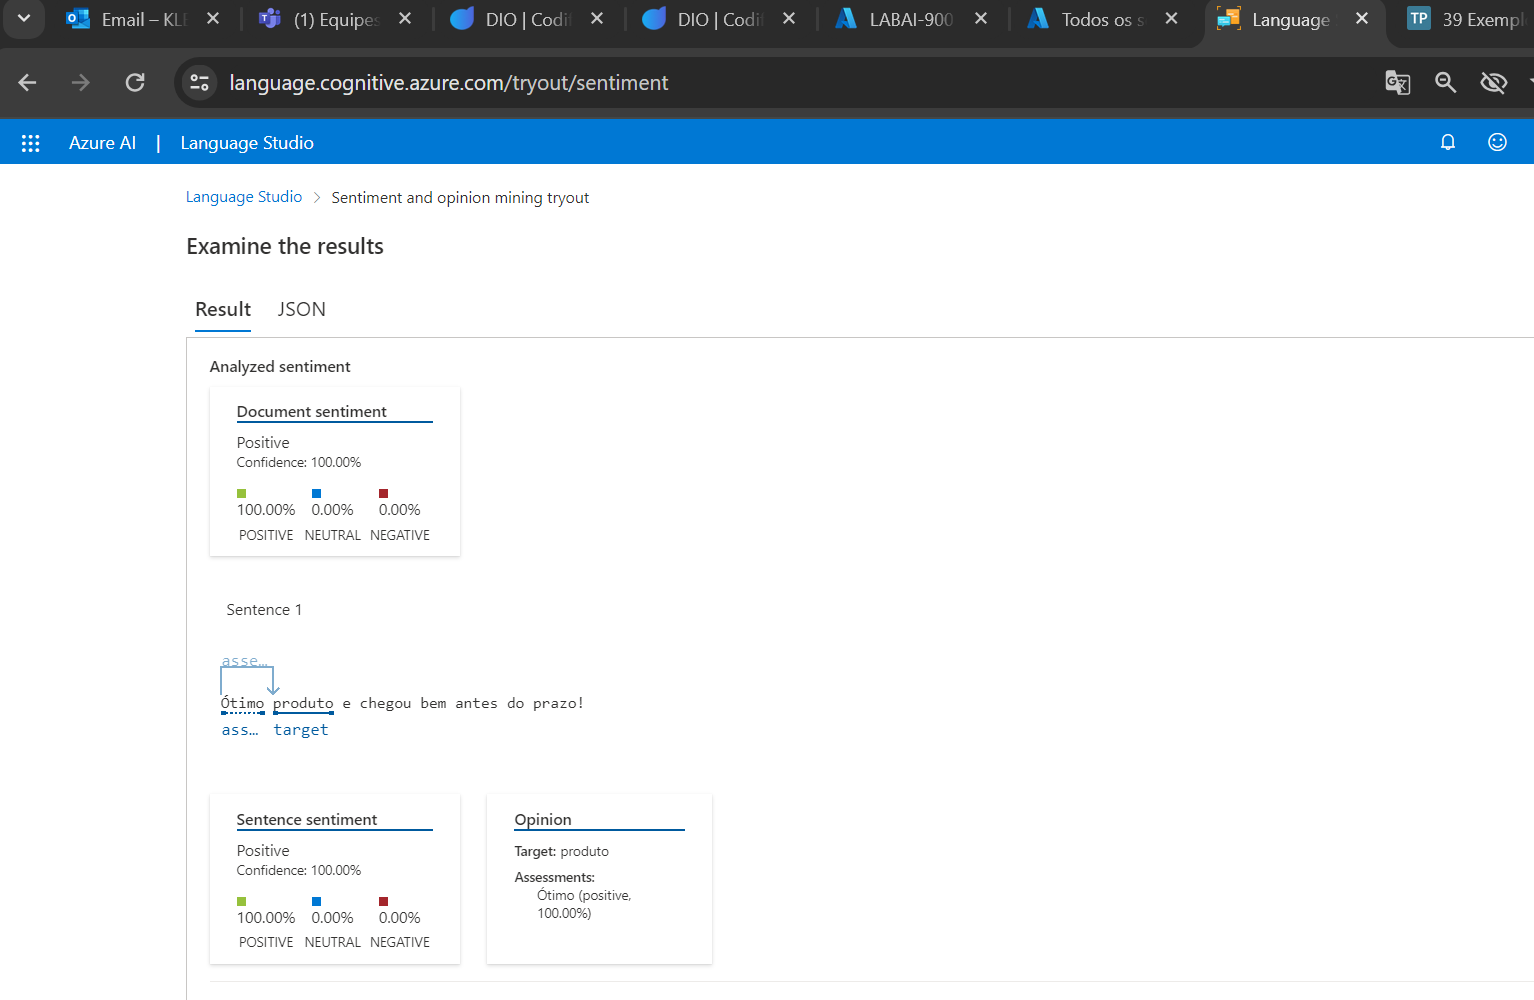 Email – KLE
(1) Equipes
DIO | Codif
DIO | Codif
LABAI-900
Todos os s
Language
TP 39 Exempl
language.cognitive.azure.com/tryout/sentiment
Azure AI | Language Studio
Language Studio > Sentiment and opinion mining tryout
Examine the results
Result JSON
Analyzed sentiment
Document sentiment
Positive
Confidence: 100.00%
100.00% 0.00% 0.00%
POSITIVE NEUTRAL NEGATIVE
Sentence 1
asse…
Ótimo produto e chegou bem antes do prazo!
ass… target
Sentence sentiment
Positive
Confidence: 100.00%
100.00% 0.00% 0.00%
POSITIVE NEUTRAL NEGATIVE
Opinion
Target: produto
Assessments:
Ótimo (positive,
100.00%)